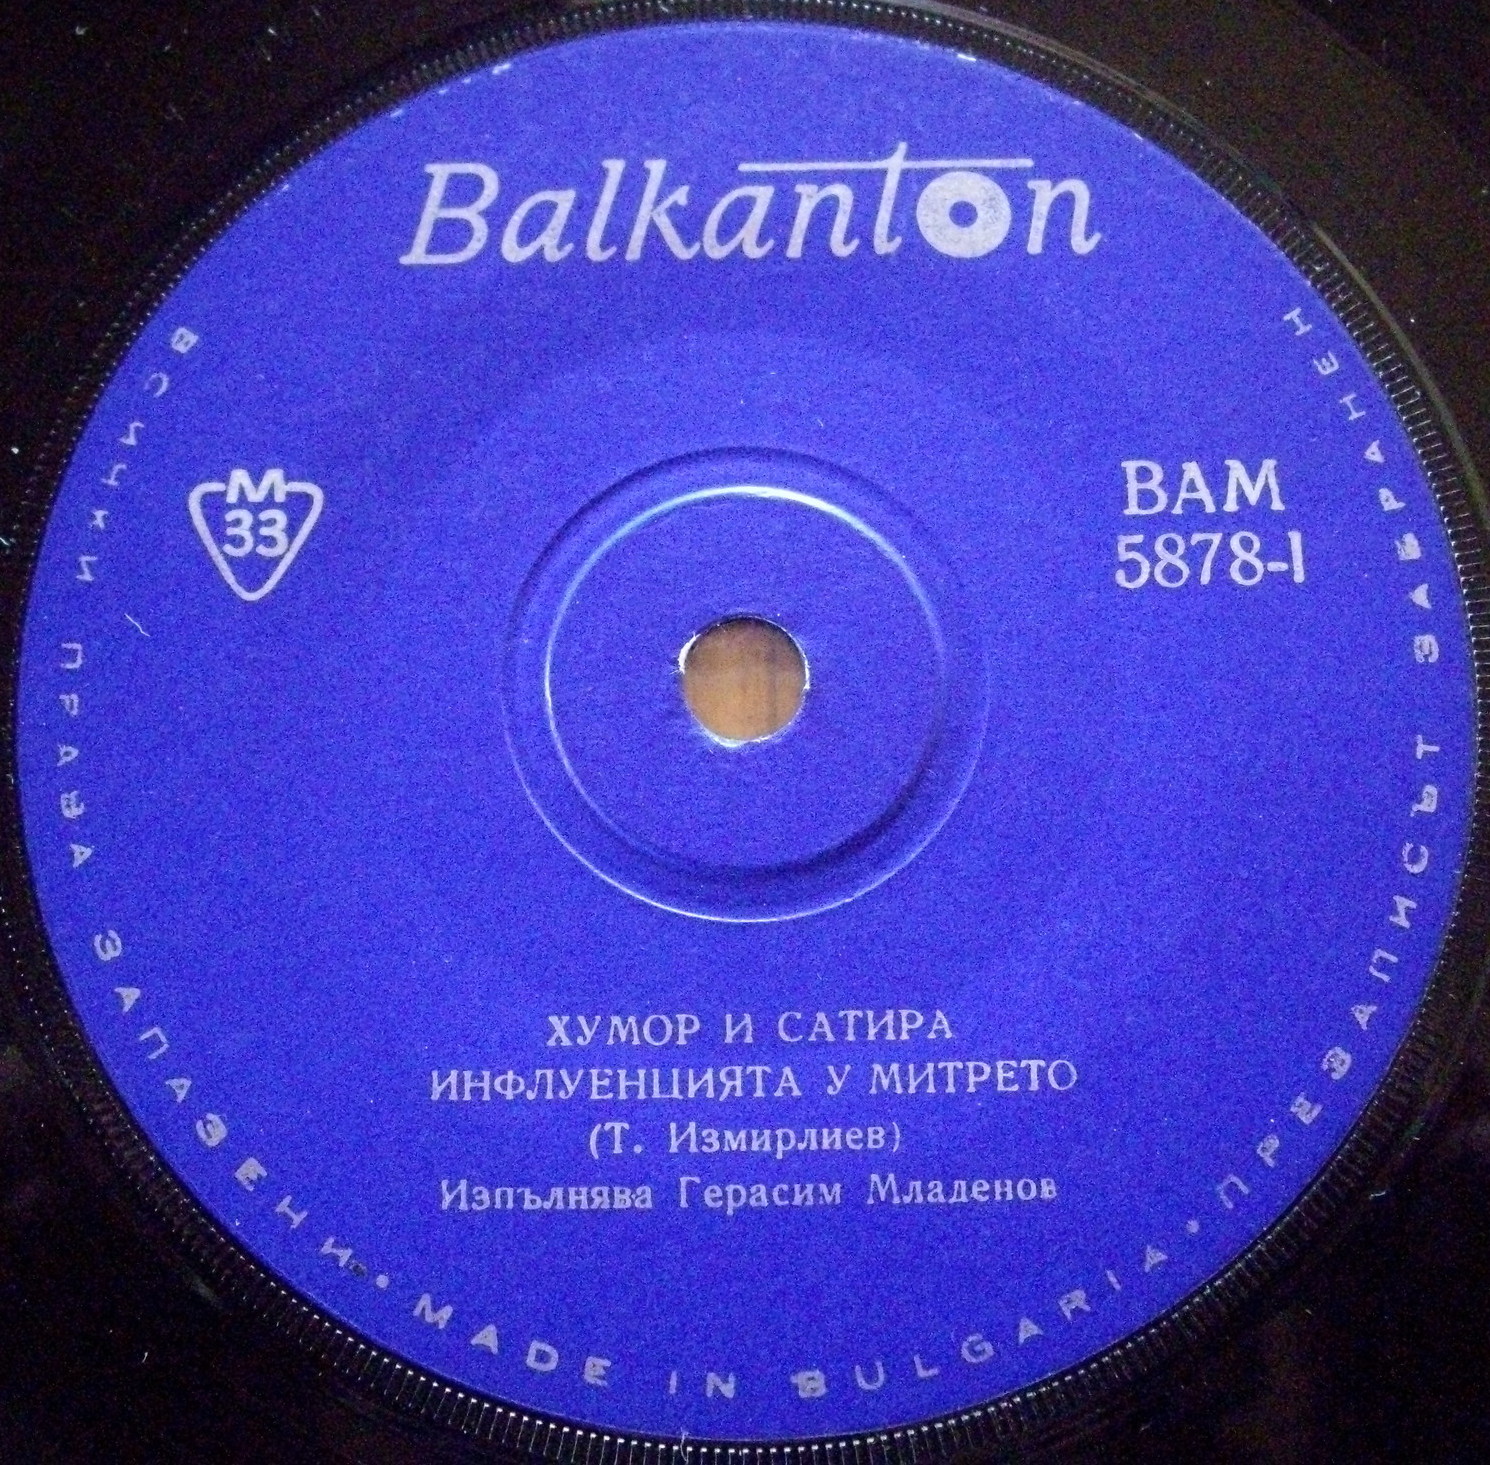 Balkanton
M
33
ВАМ
5878-I
ХУМОР И САТИРА
ИНФЛУЕНЦИЯТА У МИТРЕТО
(Т. Измирлиев)
Изпълнява Герасим Младенов
ВСИЧКИ ПРАВА ЗАПАЗЕНИ. • MADE IN BULGARIA • ПРЕЗАПИСЪТ ЗАБРАНЕН